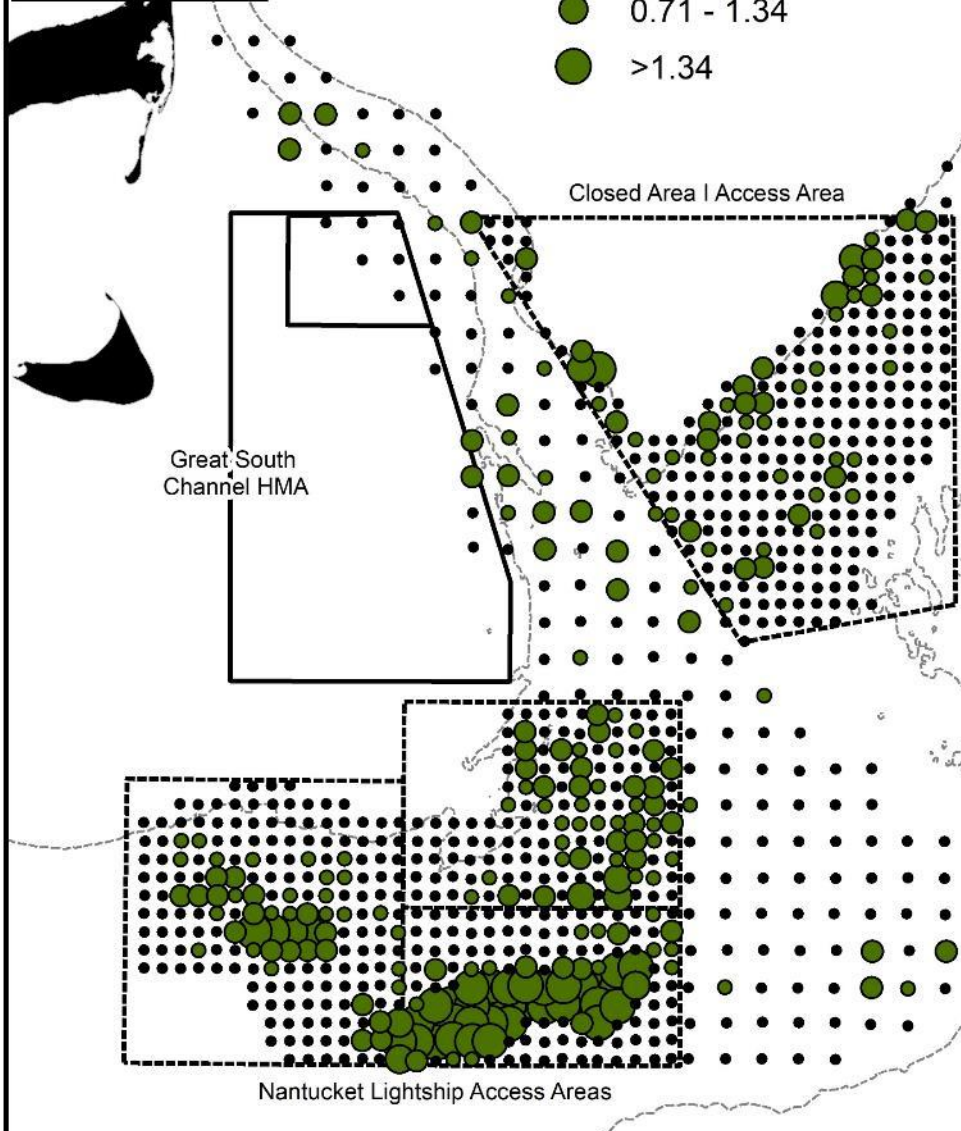 0.71 - 1.34
>1.34
Closed Area I Access Area
Great South
Channel HMA
Nantucket Lightship Access Areas